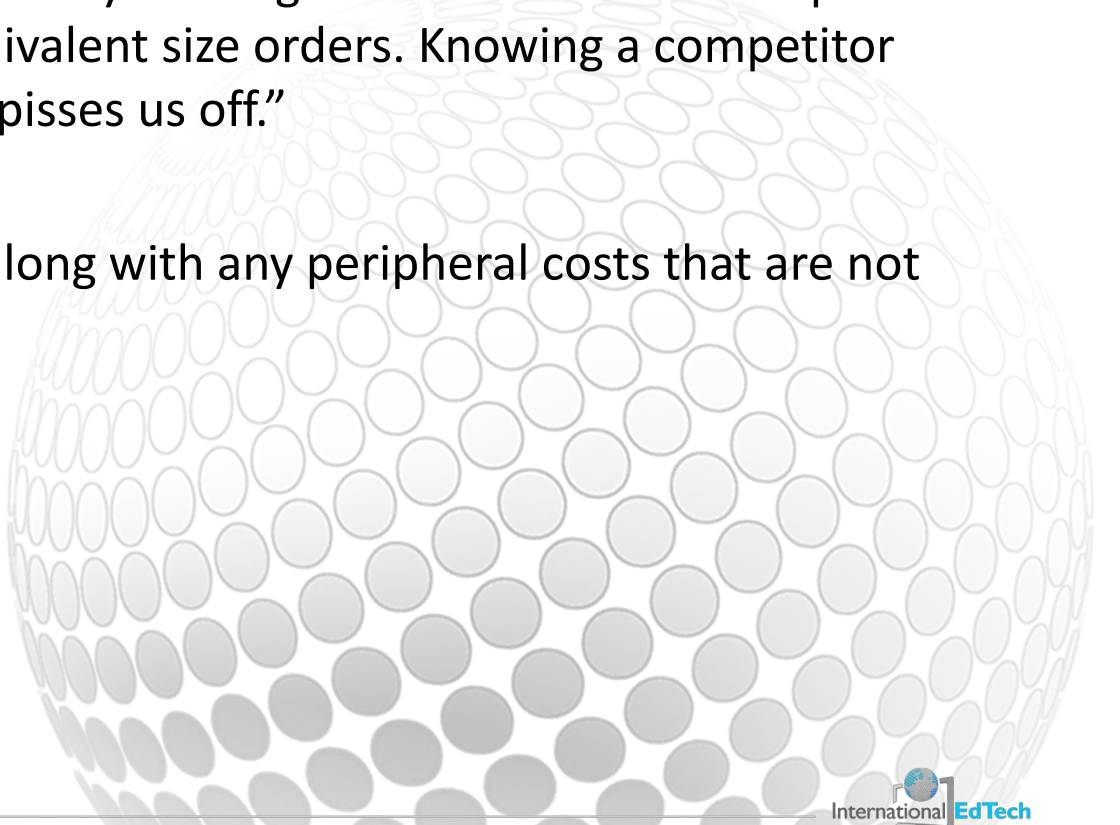 ivalent size orders. Knowing a competitor
pisses us off.”
long with any peripheral costs that are not
International EdTech